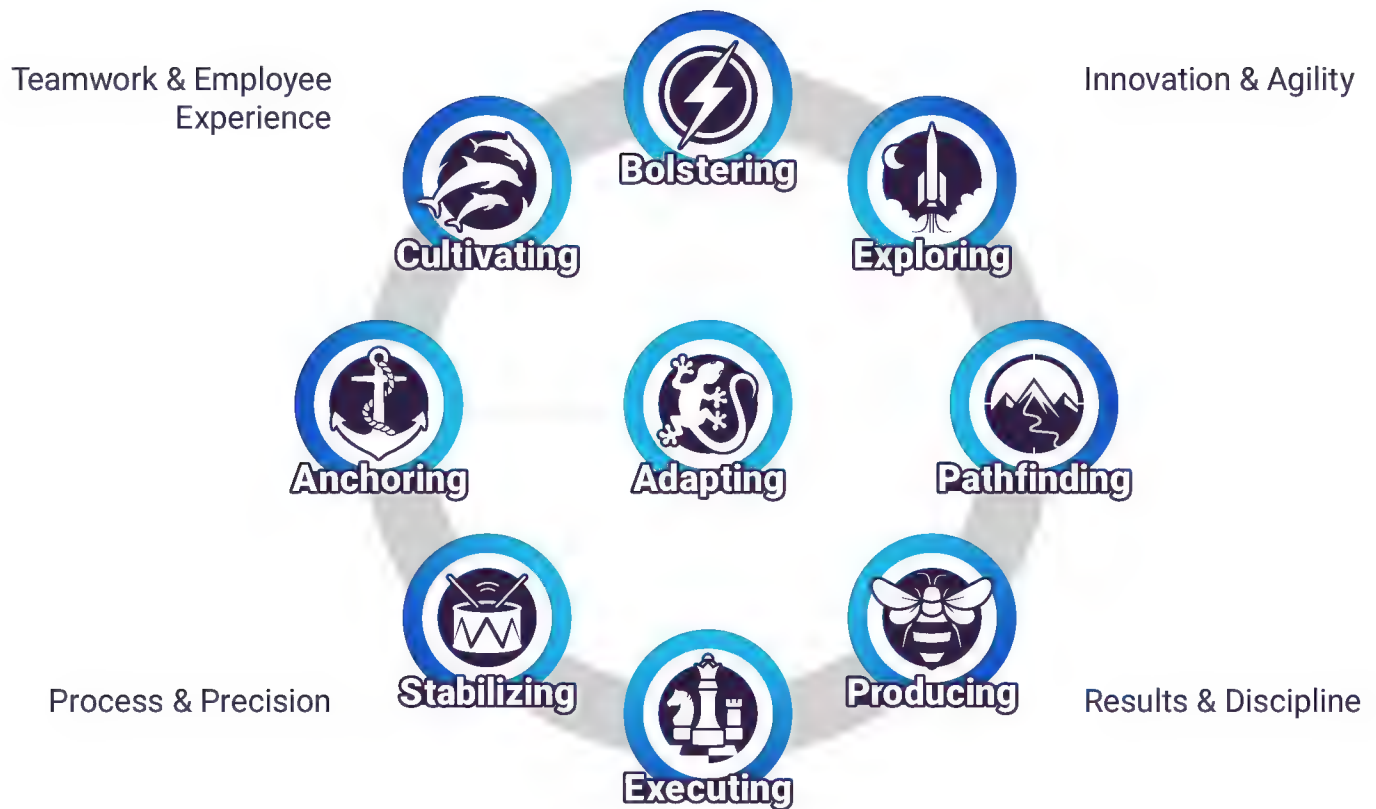 Teamwork & Employee
Experience
Innovation & Agility
Bolstering
Cultivating
Exploring
Anchoring
Adapting
Pathfinding
Stabilizing
Producing
Process & Precision
Results & Discipline
Executing